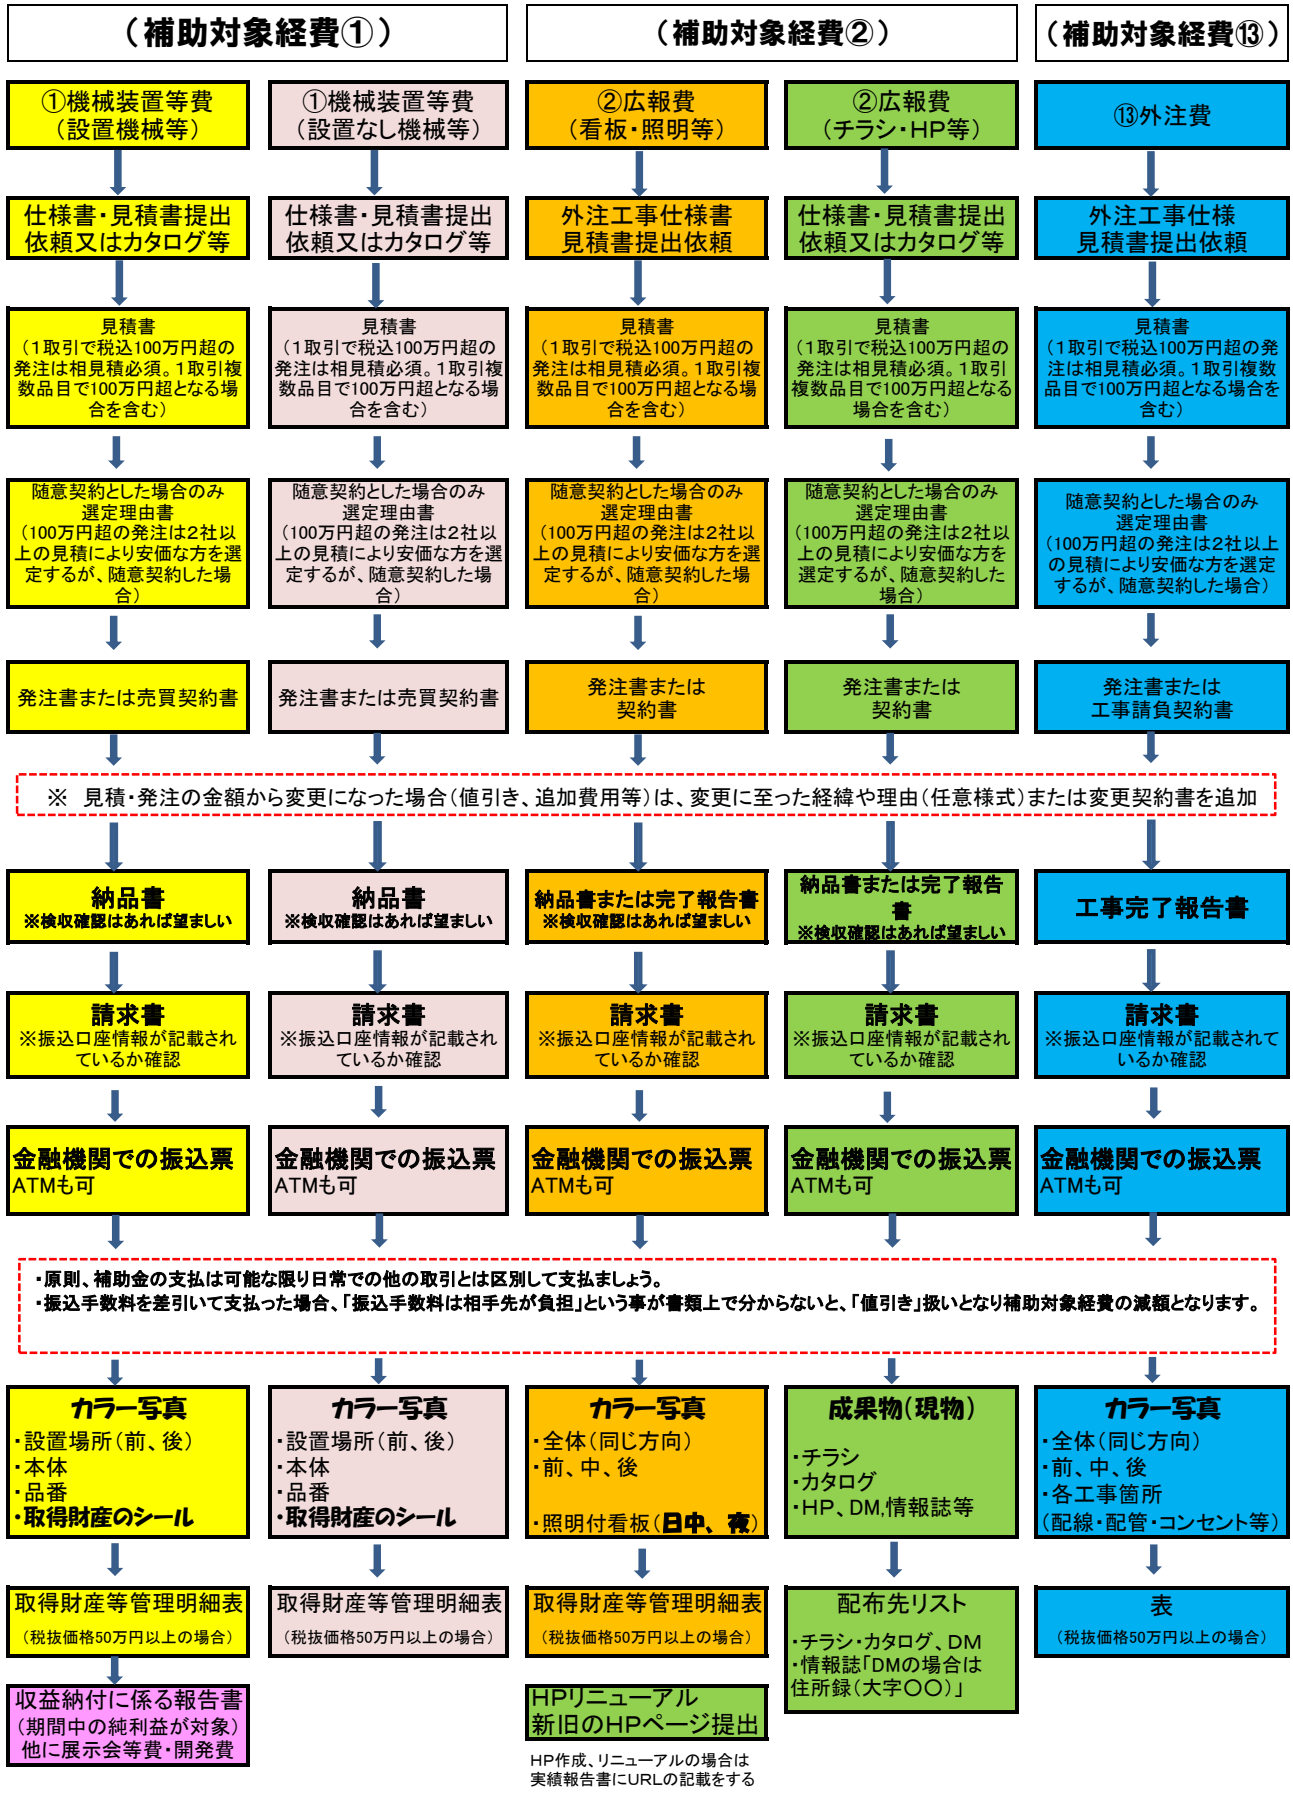 （補助対象経費①）
（補助対象経費②）
（補助対象経費⑬）
①機械装置等費
（設置機械等）
①機械装置等費
（設置なし機械等）
②広報費
（看板・照明等）
②広報費
（チラシ・HP等）
⑬外注費
仕様書・見積書提出
依頼又はカタログ等
仕様書・見積書提出
依頼又はカタログ等
外注工事仕様書
見積書提出依頼
仕様書・見積書提出
依頼又はカタログ等
外注工事仕様
見積書提出依頼
見積書
（１取引で税込100万円超の
発注は相見積必須。１取引複
数品目で100万円超となる場
合を含む）
見積書
（１取引で税込100万円超の
発注は相見積必須。１取引複
数品目で100万円超となる場
合を含む）
見積書
（１取引で税込100万円超の
発注は相見積必須。１取引複
数品目で100万円超となる場
合を含む）
見積書
（１取引で税込100万円超の
発注は相見積必須。１取引
複数品目で100万円超となる
場合を含む）
見積書
（１取引で税込100万円超の発
注は相見積必須。１取引複数
品目で100万円超となる場合を
含む）
随意契約とした場合のみ
選定理由書
（100万円超の発注は２社以
上の見積により安価な方を選
定するが、随意契約した場
合）
随意契約とした場合のみ
選定理由書
（100万円超の発注は２社以
上の見積により安価な方を選
定するが、随意契約した場
合）
随意契約とした場合のみ
選定理由書
（100万円超の発注は２社以
上の見積により安価な方を選
定するが、随意契約した場
合）
随意契約とした場合のみ
選定理由書
（100万円超の発注は２社以
上の見積により安価な方を
選定するが、随意契約した
場合）
随意契約とした場合のみ
選定理由書
（100万円超の発注は２社以上
の見積により安価な方を選定
するが、随意契約した場合）
発注書または売買契約書
発注書または売買契約書
発注書または
契約書
発注書または
契約書
発注書または
工事請負契約書
※ 見積・発注の金額から変更になった場合（値引き、追加費用等）は、変更に至った経緯や理由（任意様式）または変更契約書を追加
納品書
※検収確認はあれば望ましい
納品書
※検収確認はあれば望ましい
納品書または完了報告書
※検収確認はあれば望ましい
納品書または完了報告
書
※検収確認はあれば望ましい
工事完了報告書
請求書
※振込口座情報が記載され
ているか確認
請求書
※振込口座情報が記載され
ているか確認
請求書
※振込口座情報が記載され
ているか確認
請求書
※振込口座情報が記載され
ているか確認
請求書
※振込口座情報が記載されて
いるか確認
金融機関での振込票
ATMも可
金融機関での振込票
ATMも可
金融機関での振込票
ATMも可
金融機関での振込票
ATMも可
金融機関での振込票
ATMも可
・原則、補助金の支払は可能な限り日常での他の取引とは区別して支払ましょう。
・振込手数料を差引いて支払った場合、「振込手数料は相手先が負担」という事が書類上で分からないと、「値引き」扱いとなり補助対象経費の減額となります。
カラー写真
・設置場所（前、後）
・本体
・品番
・取得財産のシール
カラー写真
・設置場所（前、後）
・本体
・品番
・取得財産のシール
カラー写真
・全体（同じ方向）
・前、中、後
・照明付看板（日中、夜）
成果物（現物）
・チラシ
・カタログ
・HP、DM,情報誌等
カラー写真
・全体（同じ方向）
・前、中、後
・各工事箇所
（配線・配管・コンセント等）
取得財産等管理明細表
（税抜価格50万円以上の場合）
取得財産等管理明細表
（税抜価格50万円以上の場合）
取得財産等管理明細表
（税抜価格50万円以上の場合）
配布先リスト
・チラシ・カタログ、DM
・情報誌「DMの場合は
住所録（大字〇〇）」
表
（税抜価格50万円以上の場合）
収益納付に係る報告書
（期間中の純利益が対象）
他に展示会等費・開発費
HPリニューアル
新旧のHPページ提出
HP作成、リニューアルの場合は
実績報告書にURLの記載をする